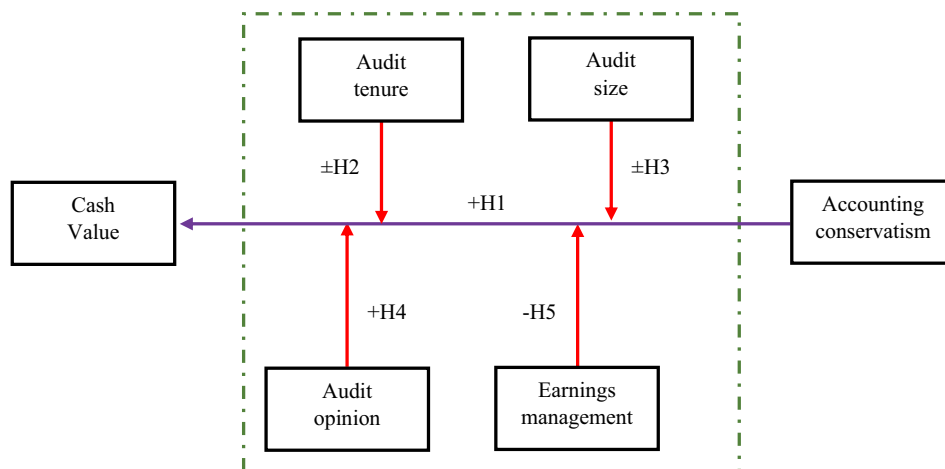 Audit
tenure
Audit
size
±H2
±H3
Cash
Value
+H1
Accounting
conservatism
+H4
-H5
Audit
opinion
Earnings
management